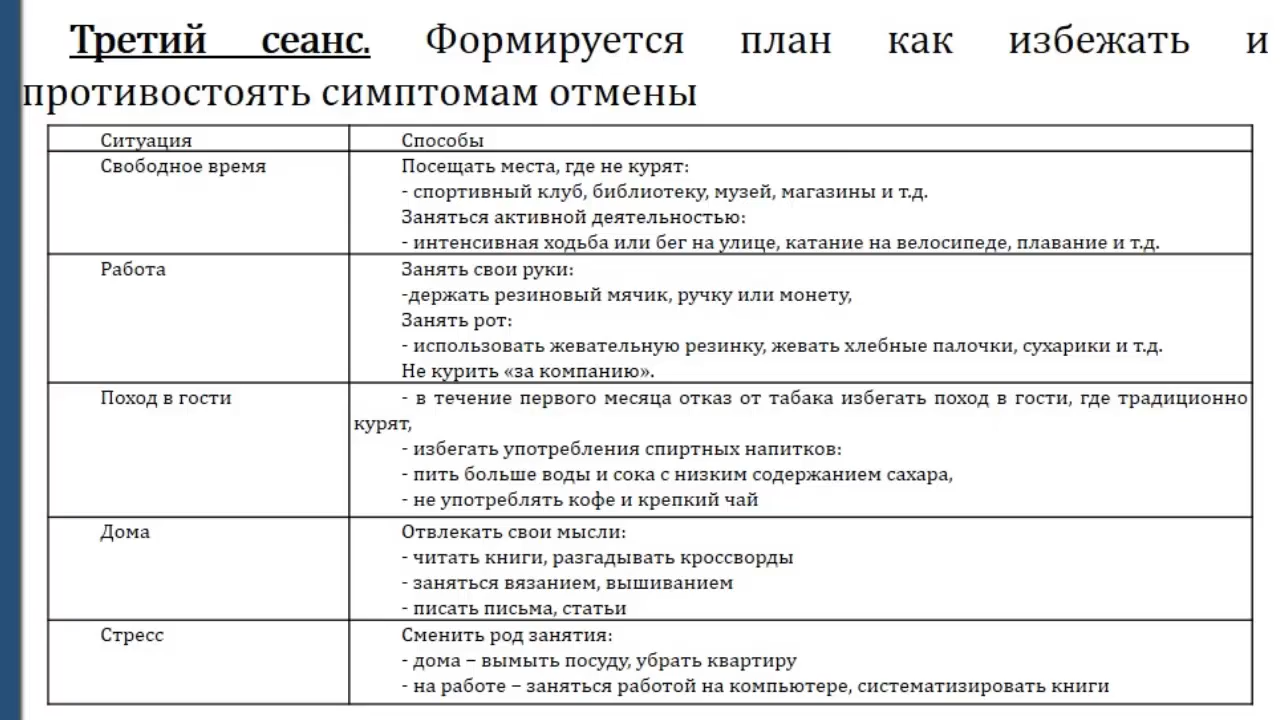 Третий сеанс. Формируется план как избежать и
противостоять симптомам отмены
Ситуация
Способы
Свободное время
Посещать места, где не курят:
- спортивный клуб, библиотеку, музей, магазины и т.д.
Заняться активной деятельностью:
- интенсивная ходьба или бег на улице, катание на велосипеде, плавание и т.д.
Работа
Занять свои руки:
-держать резиновый мячик, ручку или монету,
Занять рот:
- использовать жевательную резинку, жевать хлебные палочки, сухарики и т.д.
Не курить «за компанию».
Поход в гости
- в течение первого месяца отказ от табака избегать поход в гости, где традиционно
курят,
- избегать употребления спиртных напитков:
- пить больше воды и сока с низким содержанием сахара,
- не употреблять кофе и крепкий чай
Дома
Отвлекать свои мысли:
- читать книги, разгадывать кроссворды
- заняться вязанием, вышиванием
- писать письма, статьи
Стресс
Сменить род занятия:
- дома – вымыть посуду, убрать квартиру
- на работе – заняться работой на компьютере, систематизировать книги